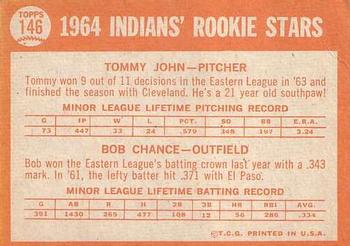 TOPPS
146
1964 INDIANS' ROOKIE STARS
TOMMY JOHN—PITCHER
Tommy won 9 out of 11 decisions in the Eastern League in '63 and
finished the season with Cleveland. He's a 21 year old southpaw!
MINOR LEAGUE LIFETIME PITCHING RECORD
G IP W L Pct. SO BB E.R.A.
73 447 33 24 .579 348 197 3.24
BOB CHANCE—OUTFIELD
Bob won the Eastern League's batting crown last year with a .343
mark. In '61, the lefty batter hit .371 with El Paso.
MINOR LEAGUE LIFETIME BATTING RECORD
G AB R H 2B 3B HR RBI AVG.
391 1430 265 477 108 12 56 286 .334
©T.C.G. PRINTED IN U.S.A.